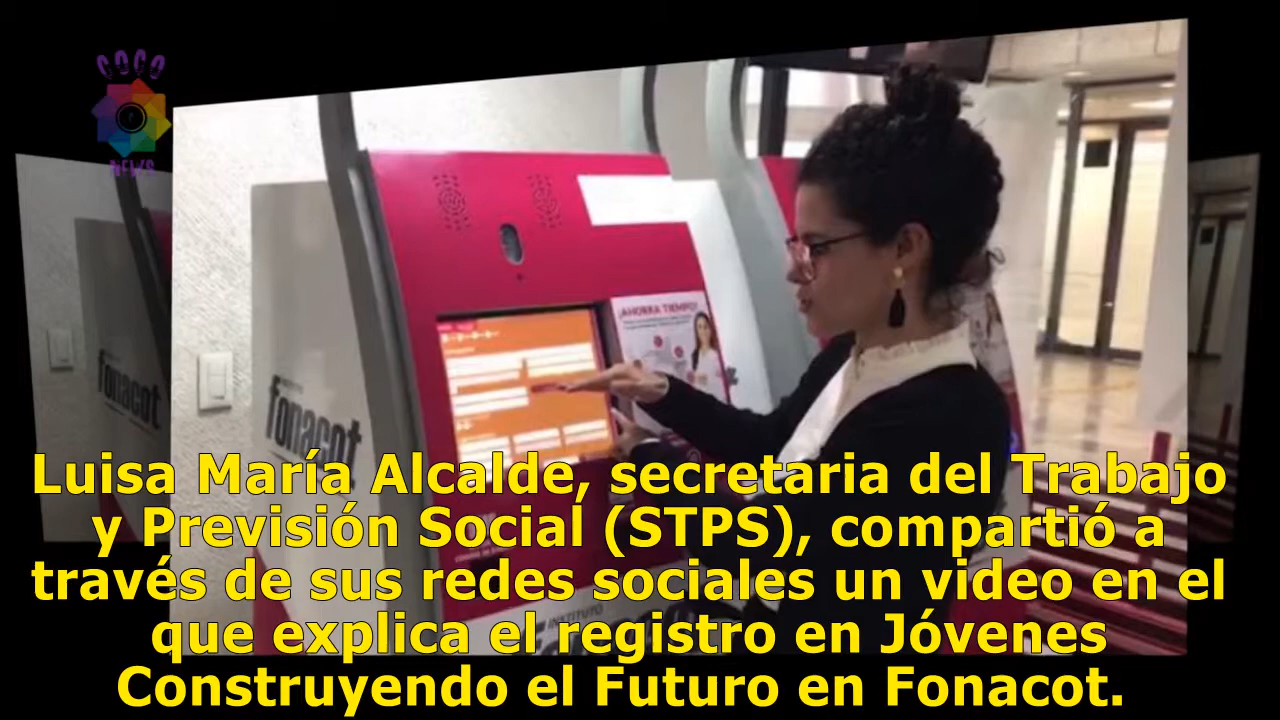 COCO
NEWS
¡AHORRA TIEMPO!
fonacot
fonacot
Luisa María Alcalde, secretaria del Trabajo
y Previsión Social (STPS), compartió a
través de sus redes sociales un video en el
que explica el registro en Jóvenes
Construyendo el Futuro en Fonacot.
INSTITUTO